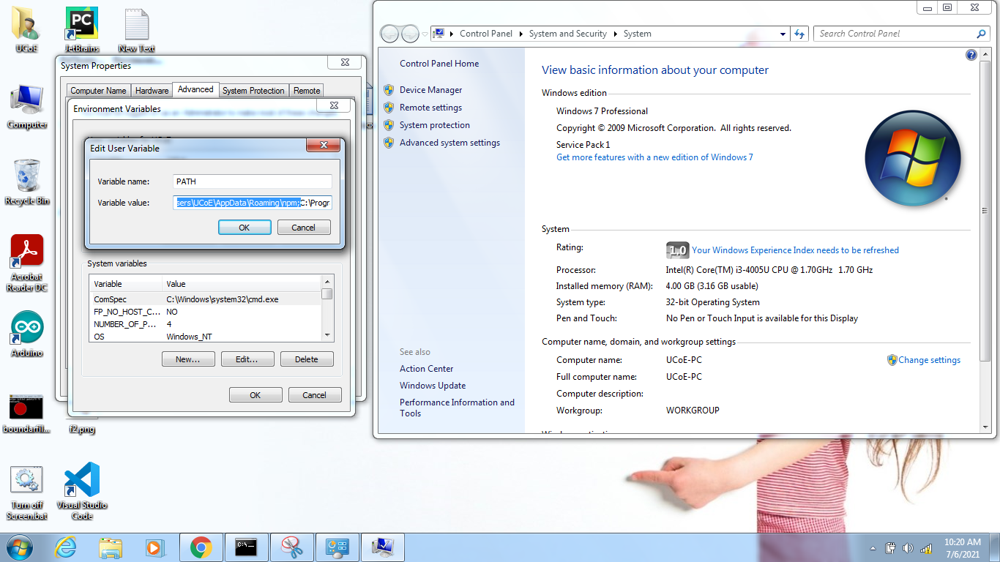 UCoE
PC
JetBrains
New Text
Computer
Recycle Bin
Acrobat
Reader DC
Arduino
boundarfill...
f2.png
Turn off
Screen.bat
Visual Studio
Code
System Properties
Computer Name
Hardware
Advanced
System Protection
Remote
Environment Variables
Edit User Variable
Variable name:
PATH
Variable value:
sers\UCoE\AppData\Roaming\npm;C:\Progr
OK
Cancel
System variables
Variable
Value
ComSpec
C:\Windows\system32\cmd.exe
FP_NO_HOST_C...
NO
NUMBER_OF_P...
4
OS
Windows_NT
New...
Edit...
Delete
OK
Cancel
Control Panel
System and Security
System
Search Control Panel
Control Panel Home
Device Manager
Remote settings
System protection
Advanced system settings
See also
Action Center
Windows Update
Performance Information and
Tools
View basic information about your computer
Windows edition
Windows 7 Professional
Copyright © 2009 Microsoft Corporation. All rights reserved.
Service Pack 1
Get more features with a new edition of Windows 7
System
Rating:
1.0
Your Windows Experience Index needs to be refreshed
Processor:
Intel(R) Core(TM) i3-4005U CPU @ 1.70GHz 1.70 GHz
Installed memory (RAM):
4.00 GB (3.16 GB usable)
System type:
32-bit Operating System
Pen and Touch:
No Pen or Touch Input is available for this Display
Computer name, domain, and workgroup settings
Computer name:
UCoE-PC
Change settings
Full computer name:
UCoE-PC
Computer description:
Workgroup:
WORKGROUP
C:\
10:20 AM
7/6/2021